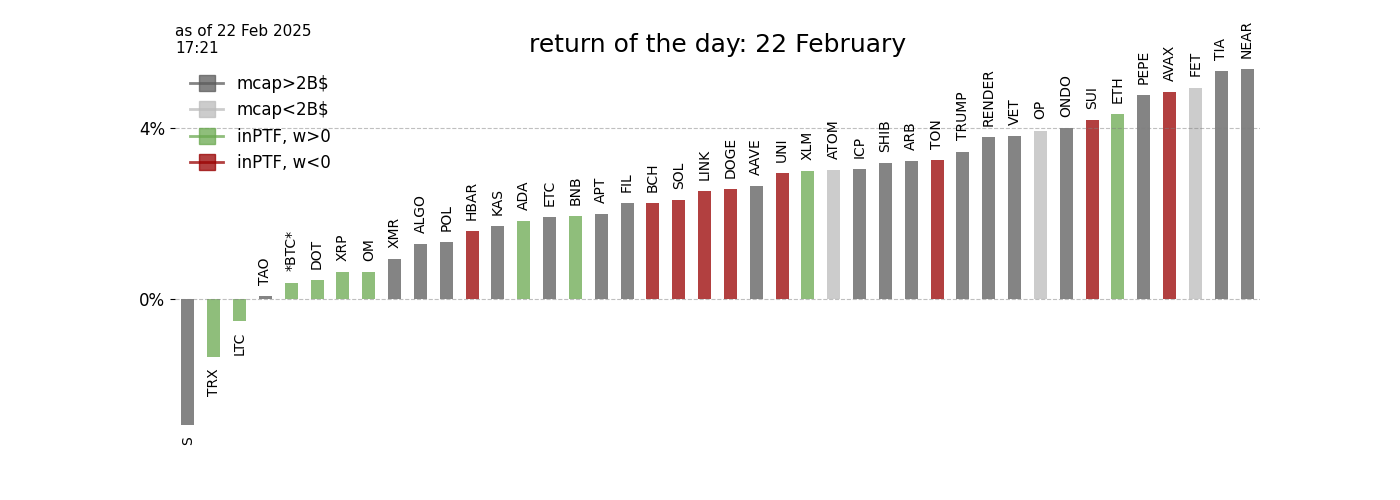 as of 22 Feb 2025
17:21
return of the day: 22 February
mcap>2B$
mcap<2B$
inPTF, w>0
inPTF, w<0
4%
0%
S
TRX
LTC
TAO
*BTC*
DOT
XRP
OM
XMR
ALGO
POL
HBAR
KAS
ADA
ETC
BNB
APT
FIL
BCH
SOL
LINK
DOGE
AAVE
UNI
XLM
ATOM
ICP
SHIB
ARB
TON
TRUMP
RENDER
VET
OP
ONDO
SUI
ETH
PEPE
AVAX
FET
TIA
NEAR